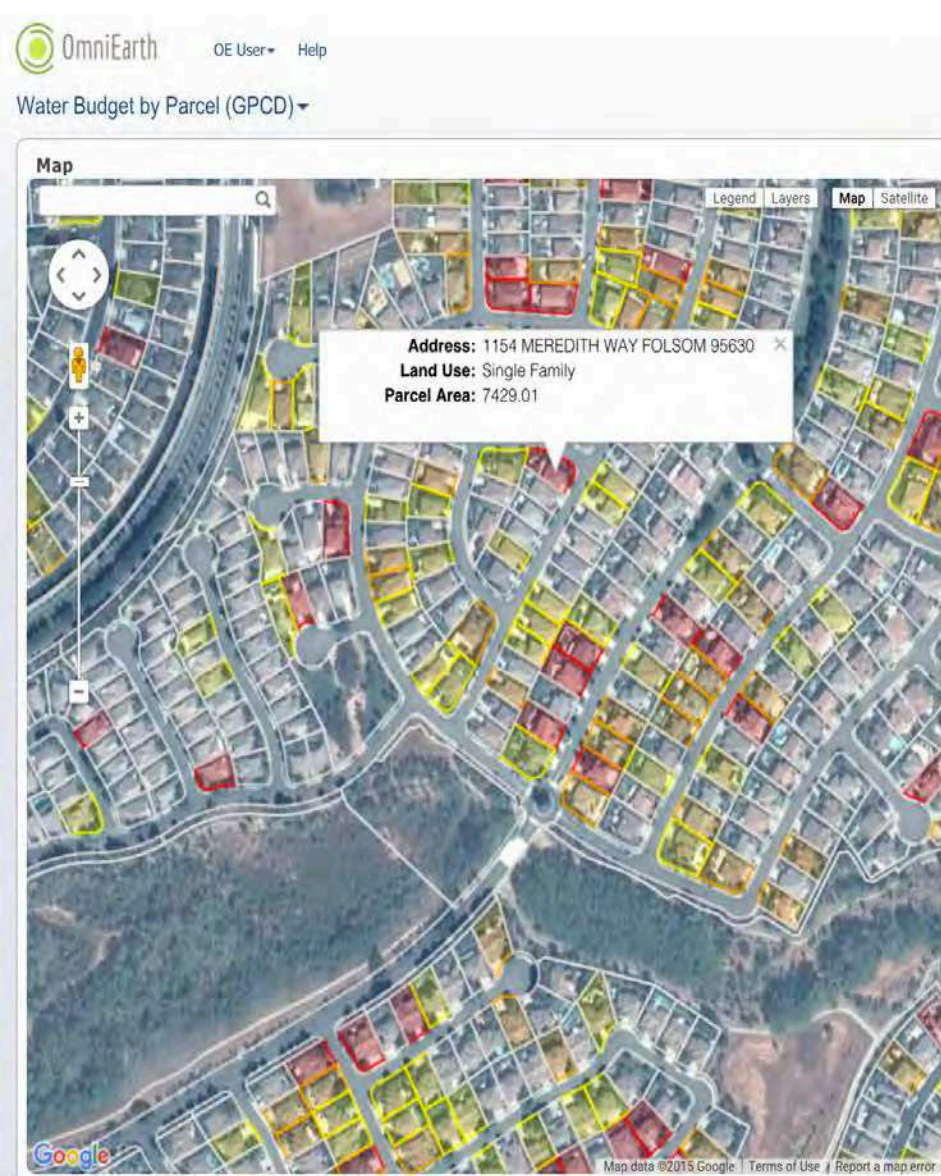 OmniEarth OE User Help
Water Budget by Parcel (GPCD)
Map
Legend Layers Map Satellite
Address: 1154 MEREDITH WAY FOLSOM 95630
Land Use: Single Family
Parcel Area: 7429.01
Google
Map data ©2015 Google Terms of Use Report a map error